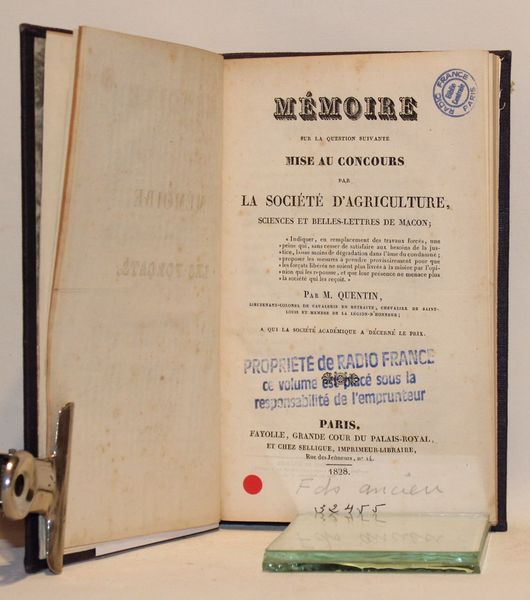 MÉMOIRE
SUR LA QUESTION SUIVANTE
MISE AU CONCOURS
PAR
LA SOCIÉTÉ D'AGRICULTURE,
SCIENCES ET BELLES-LETTRES DE MACON;
«Indiquer, en remplacement des travaux forcés, une
»peine qui, sans cesser de satisfaire aux besoins de la jus-
»tice, laisse moins de dégradation dans l'âme du condamné;
»proposer les mesures à prendre provisoirement pour que
»les forçats libérés ne soient plus livrés à la misère par l'opi-
»nion qui les repousse, et que leur présence ne menace plus
»la société qui les reçoit.»
PAR M. QUENTIN,
LIEUTENANT-COLONEL DE CAVALERIE EN RETRAITE, CHEVALIER DE SAINT-
LOUIS ET MEMBRE DE LA LÉGION-D'HONNEUR;
A QUI LA SOCIÉTÉ ACADÉMIQUE A DÉCERNÉ LE PRIX.
PROPRIÉTÉ de RADIO FRANCE
ce volume est placé sous la
responsabilité de l'emprunteur
PARIS.
FAYOLLE, GRANDE COUR DU PALAIS-ROYAL,
ET CHEZ SELLIGUE, IMPRIMEUR-LIBRAIRE,
Rue des Jeûneurs, n° 14.
1828.
Fds ancien
32455
RADIO FRANCE
PARIS